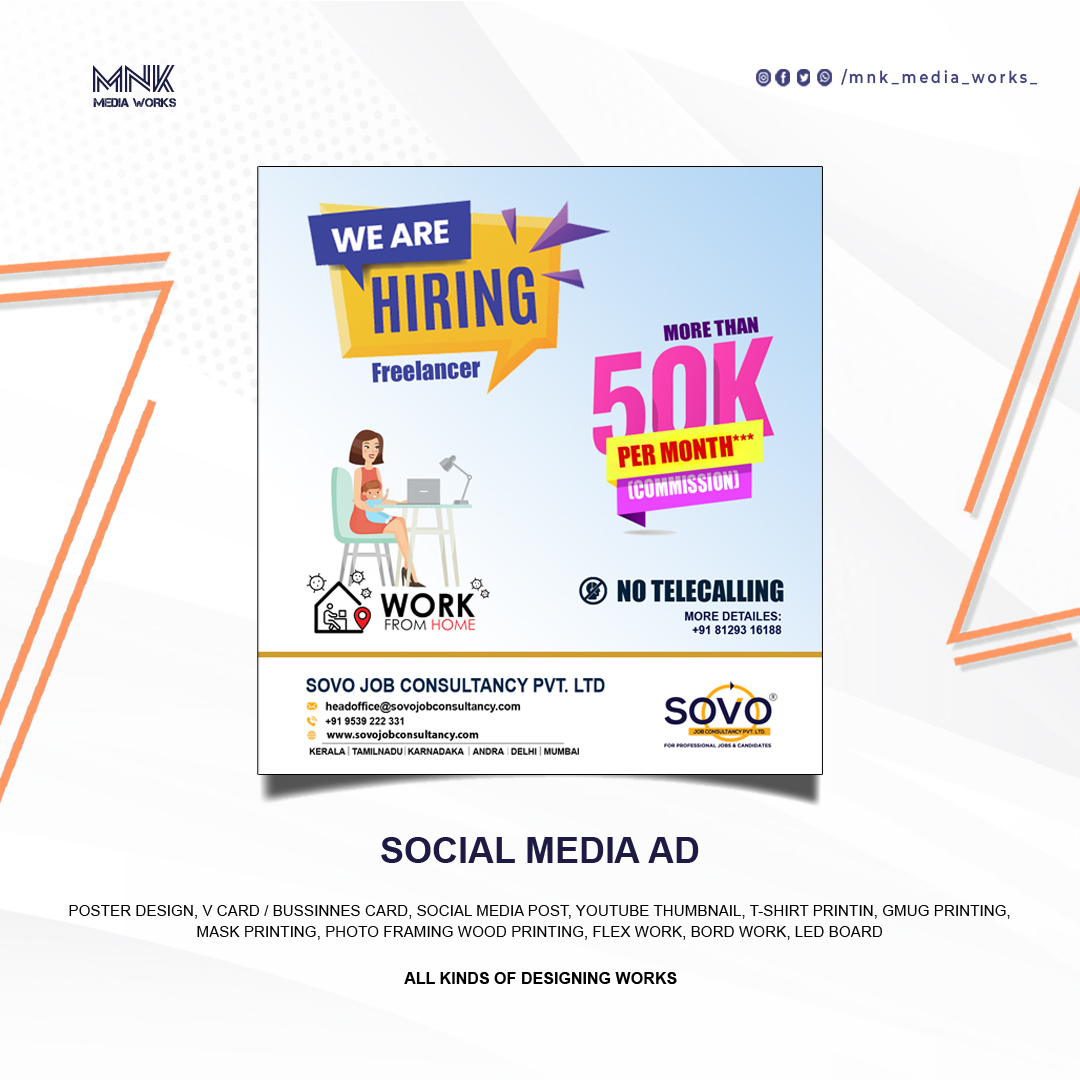 MNK
MEDIA WORKS
/mnk_media_works_
WE ARE
HIRING
Freelancer
MORE THAN
50K
PER MONTH***
(COMMISSION)
WORK
FROM HOME
NO TELECALLING
MORE DETAILES:
+91 81293 16188
SOVO JOB CONSULTANCY PVT. LTD
headoffice@sovojobconsultancy.com
+91 9539 222 331
www.sovojobconsultancy.com
KERALA | TAMILNADU | KARNADAKA | ANDRA | DELHI | MUMBAI
SOVO®
JOB CONSULTANCY PVT. LTD.
FOR PROFESSIONAL JOBS & CANDIDATES
SOCIAL MEDIA AD
POSTER DESIGN, V CARD / BUSSINNES CARD, SOCIAL MEDIA POST, YOUTUBE THUMBNAIL, T-SHIRT PRINTIN, GMUG PRINTING,
MASK PRINTING, PHOTO FRAMING WOOD PRINTING, FLEX WORK, BORD WORK, LED BOARD
ALL KINDS OF DESIGNING WORKS